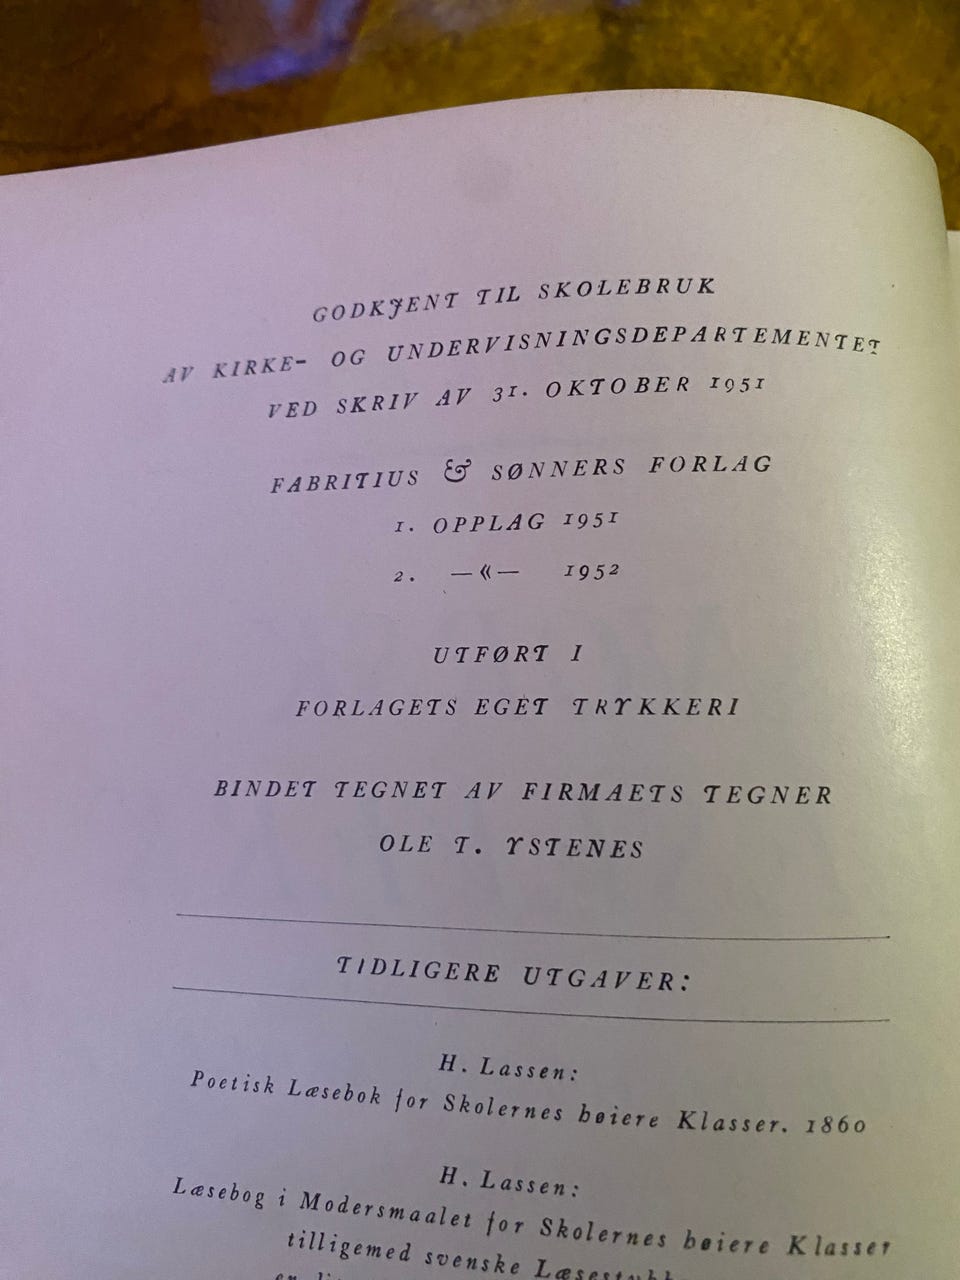 GODKJENT TIL SKOLEBRUK
AV KIRKE- OG UNDERVISNINGSDEPARTEMENTET
VED SKRIV AV 31. OKTOBER 1951
FABRITIUS & SØNNERS FORLAG
1. OPPLAG 1951
2. —«— 1952
UTFØRT I
FORLAGETS EGET TRYKKERI
BINDET TEGNET AV FIRMAETS TEGNER
OLE T. YSTENES
TIDLIGERE UTGAVER:
H. Lassen:
Poetisk Læsebok for Skolernes høiere Klasser. 1860
H. Lassen:
Læsebog i Modersmaalet for Skolernes høiere Klasser
tilligemed svenske